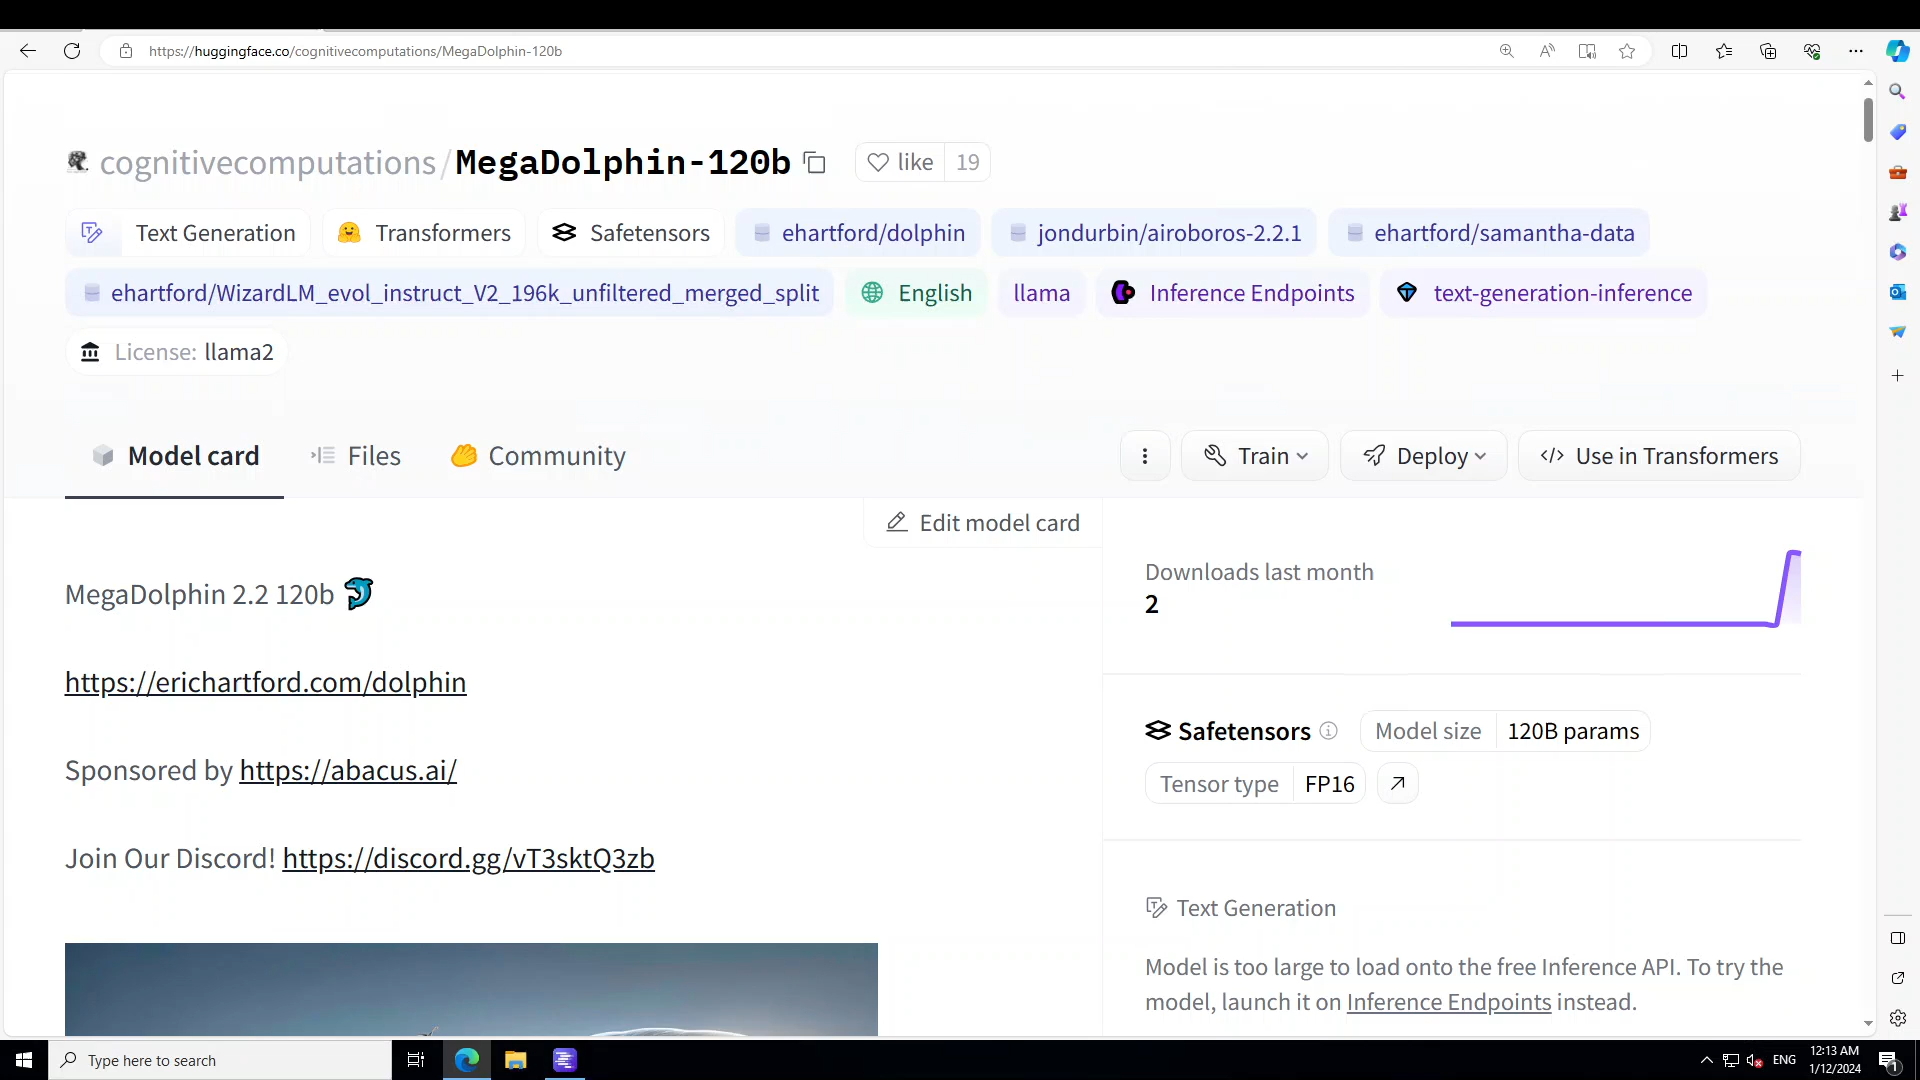 https://huggingface.co/cognitivecomputations/MegaDolphin-120b
cognitivecomputations/MegaDolphin-120b like 19
Text Generation Transformers Safetensors ehartford/dolphin jondurbin/airoboros-2.2.1 ehartford/samantha-data
ehartford/WizardLM_evol_instruct_V2_196k_unfiltered_merged_split English llama Inference Endpoints text-generation-inference
License: llama2
Model card Files Community Train Deploy Use in Transformers
Edit model card
MegaDolphin 2.2 120b
https://erichartford.com/dolphin
Sponsored by https://abacus.ai/
Join Our Discord! https://discord.gg/vT3sktQ3zb
Downloads last month
2
Safetensors Model size 120B params
Tensor type FP16
Text Generation
Model is too large to load onto the free Inference API. To try the
model, launch it on Inference Endpoints instead.
Type here to search
ENG
12:13 AM
1/12/2024
1